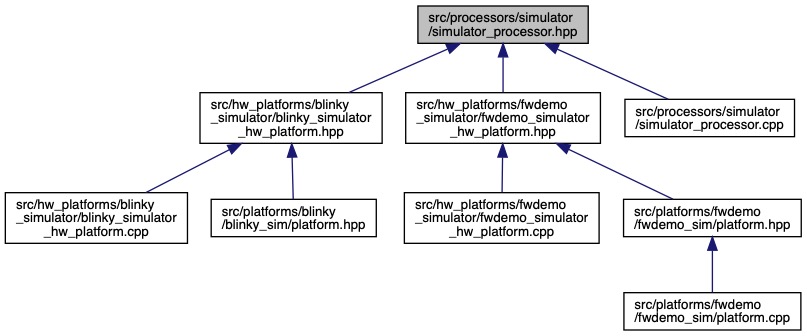 src/processors/simulator
/simulator_processor.hpp
src/hw_platforms/blinky
_simulator/blinky_simulator
_hw_platform.hpp
src/hw_platforms/fwdemo
_simulator/fwdemo_simulator
_hw_platform.hpp
src/processors/simulator
/simulator_processor.cpp
src/hw_platforms/blinky
_simulator/blinky_simulator
_hw_platform.cpp
src/platforms/blinky
/blinky_sim/platform.hpp
src/hw_platforms/fwdemo
_simulator/fwdemo_simulator
_hw_platform.cpp
src/platforms/fwdemo
/fwdemo_sim/platform.hpp
src/platforms/fwdemo
/fwdemo_sim/platform.cpp